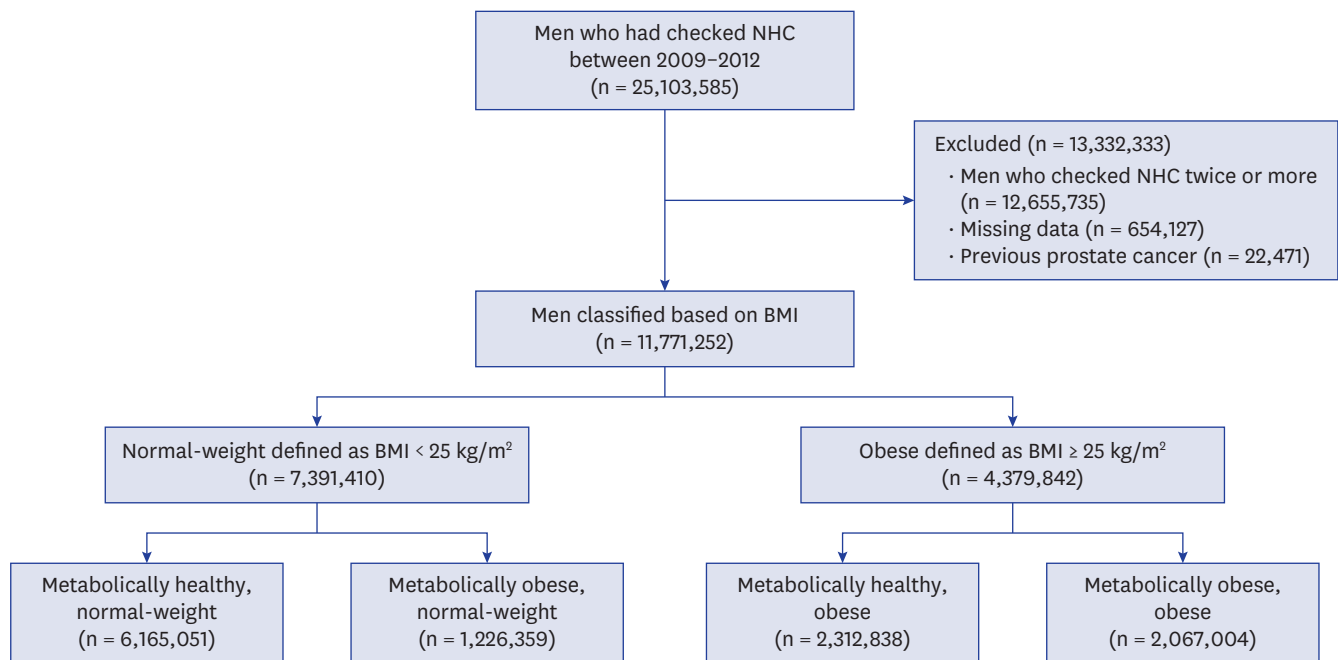 Men who had checked NHC
between 2009–2012
(n = 25,103,585)
Excluded (n = 13,332,333)
· Men who checked NHC twice or more
(n = 12,655,735)
· Missing data (n = 654,127)
· Previous prostate cancer (n = 22,471)
Men classified based on BMI
(n = 11,771,252)
Normal-weight defined as BMI < 25 kg/m²
(n = 7,391,410)
Obese defined as BMI ≥ 25 kg/m²
(n = 4,379,842)
Metabolically healthy,
normal-weight
(n = 6,165,051)
Metabolically obese,
normal-weight
(n = 1,226,359)
Metabolically healthy,
obese
(n = 2,312,838)
Metabolically obese,
obese
(n = 2,067,004)